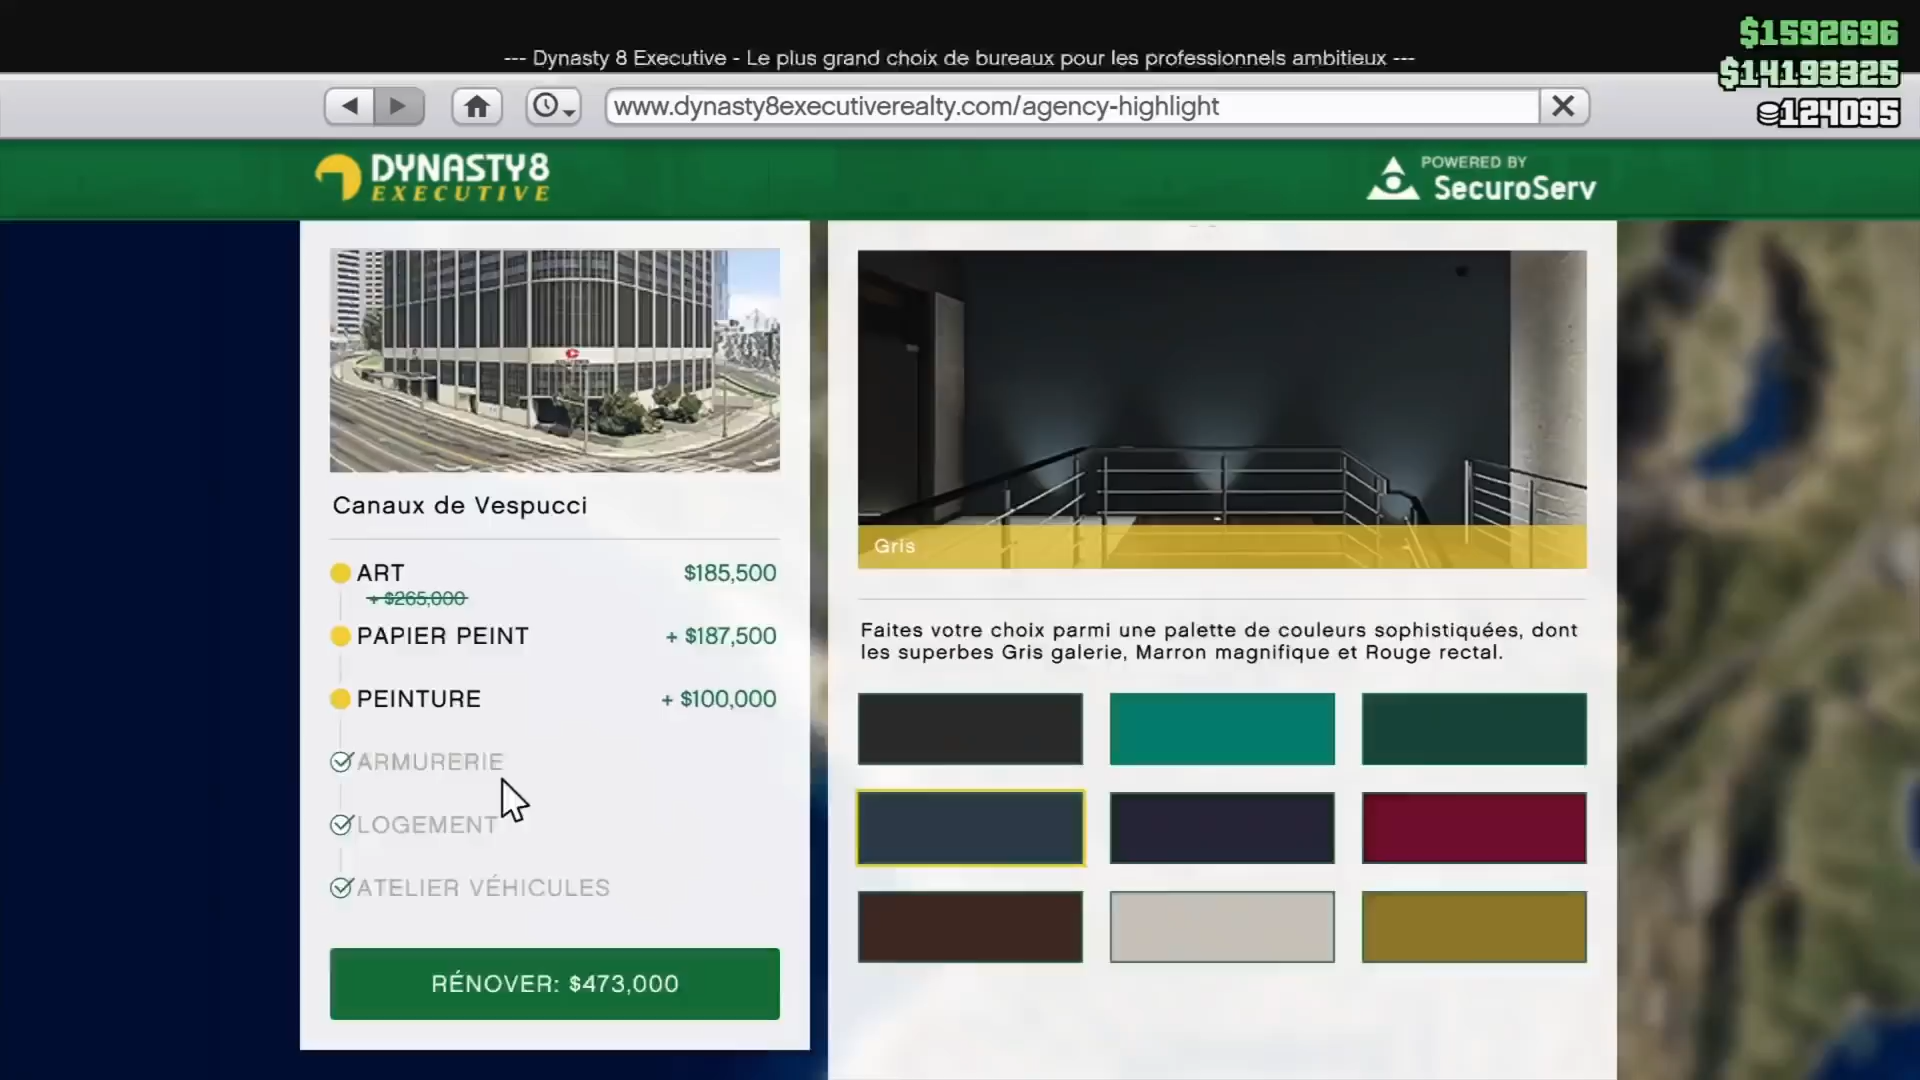 --- Dynasty 8 Executive - Le plus grand choix de bureaux pour les professionnels ambitieux ---
$1592696
$14193325
124095
www.dynasty8executiverealty.com/agency-highlight
DYNASTY8
EXECUTIVE
POWERED BY
SecuroServ
Canaux de Vespucci
ART $185,500
+ $265,000
PAPIER PEINT + $187,500
PEINTURE + $100,000
ARMURERIE
LOGEMENT
ATELIER VÉHICULES
RÉNOVER: $473,000
Gris
Faites votre choix parmi une palette de couleurs sophistiquées, dont
les superbes Gris galerie, Marron magnifique et Rouge rectal.